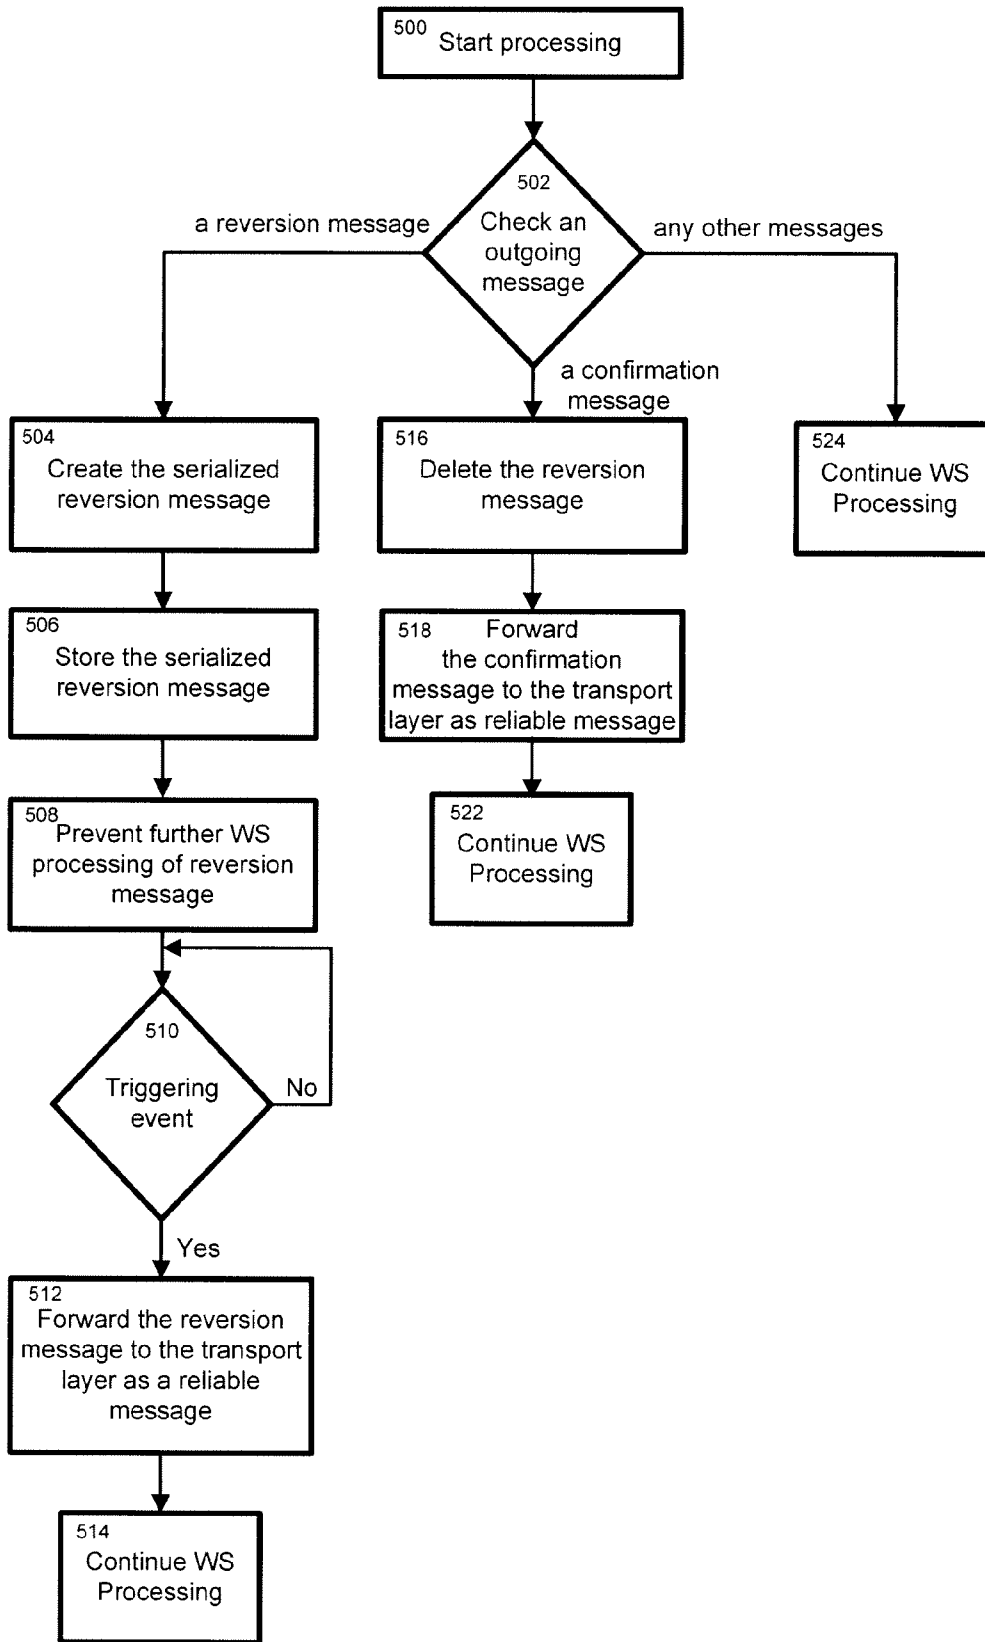 500 Start processing
502
Check an
outgoing
message
a reversion message
any other messages
a confirmation
message
504
Create the serialized
reversion message
516
Delete the reversion
message
524
Continue WS
Processing
506
Store the serialized
reversion message
518 Forward
the confirmation
message to the transport
layer as reliable message
508
Prevent further WS
processing of reversion
message
522
Continue WS
Processing
510
Triggering
event
No
Yes
512
Forward the reversion
message to the transport
layer as a reliable
message
514
Continue WS
Processing